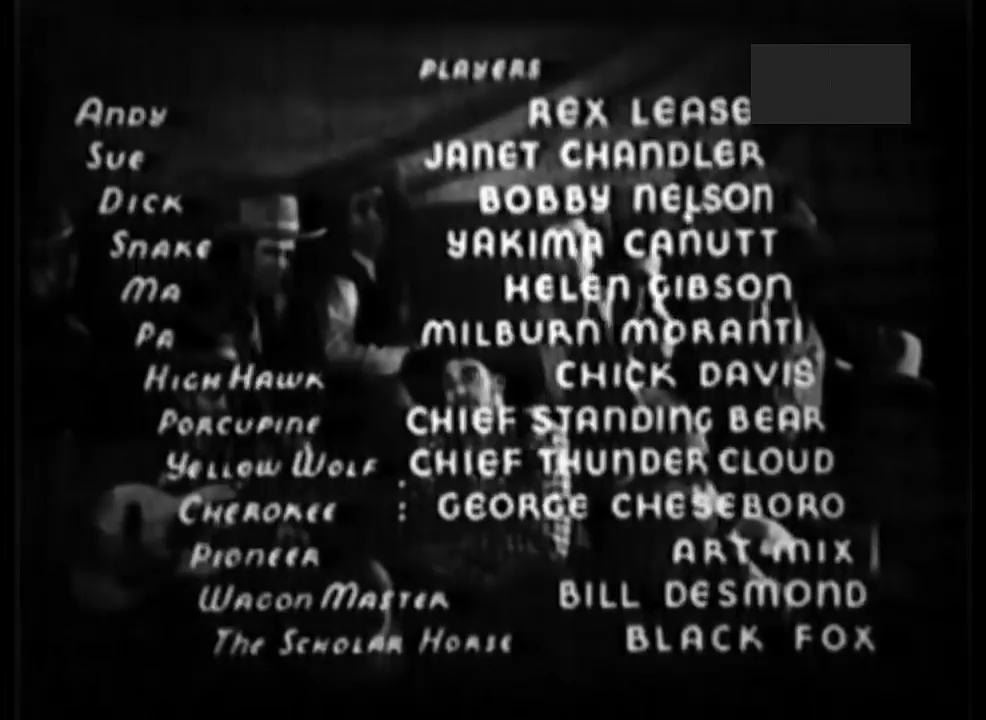 PLAYERS
Andy REX LEASE
Sue JANET CHANDLER
Dick BOBBY NELSON
Snake YAKIMA CANUTT
Ma HELEN GIBSON
Pa MILBURN MORANTI
High Hawk CHICK DAVIS
Porcupine CHIEF STANDING BEAR
Yellow Wolf : CHIEF THUNDER CLOUD
Cherokee : GEORGE CHESEBORO
Pioneer ART MIX
Wagon Master BILL DESMOND
The Scholar Horse BLACK FOX